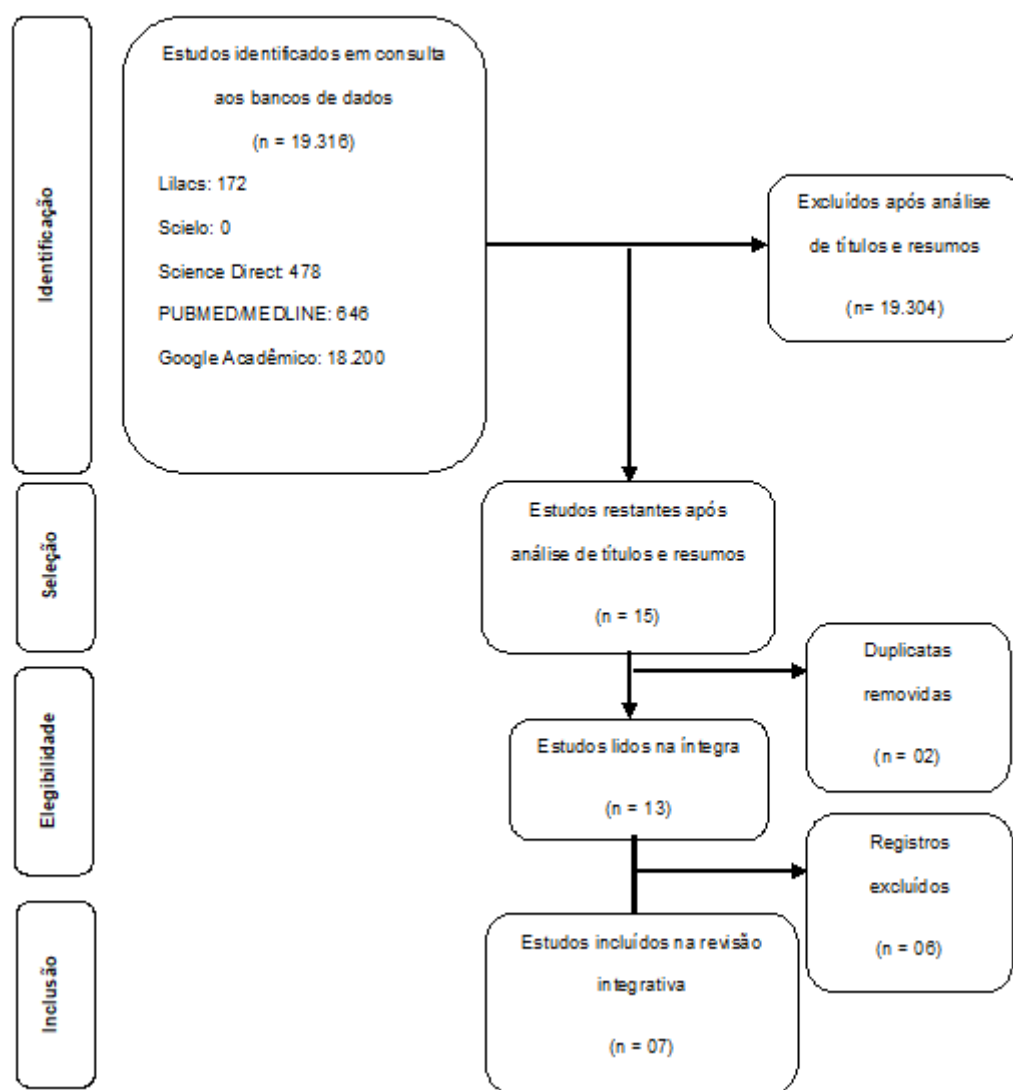 Identificação
Estudos identificados em consulta
aos bancos de dados
(n = 19.316)
Lilacs: 172
Scielo: 0
Science Direct: 478
PUBMED/MEDLINE: 646
Google Acadêmico: 18.200
Excluídos após análise
de títulos e resumos
(n= 19.304)
Seleção
Estudos restantes após
análise de títulos e resumos
(n = 15)
Duplicatas
removidas
(n = 02)
Elegibilidade
Estudos lidos na íntegra
(n = 13)
Registros
excluídos
(n = 06)
Inclusão
Estudos incluídos na revisão
integrativa
(n = 07)